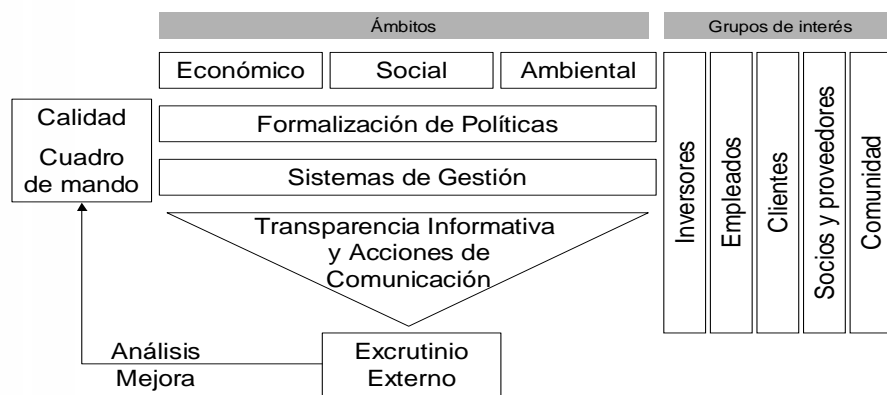 Ámbitos
Grupos de interés
Económico
Social
Ambiental
Calidad
Cuadro
de mando
Formalización de Políticas
Sistemas de Gestión
Transparencia Informativa
y Acciones de
Comunicación
Excrutinio
Externo
Análisis
Mejora
Inversores
Empleados
Clientes
Socios y proveedores
Comunidad